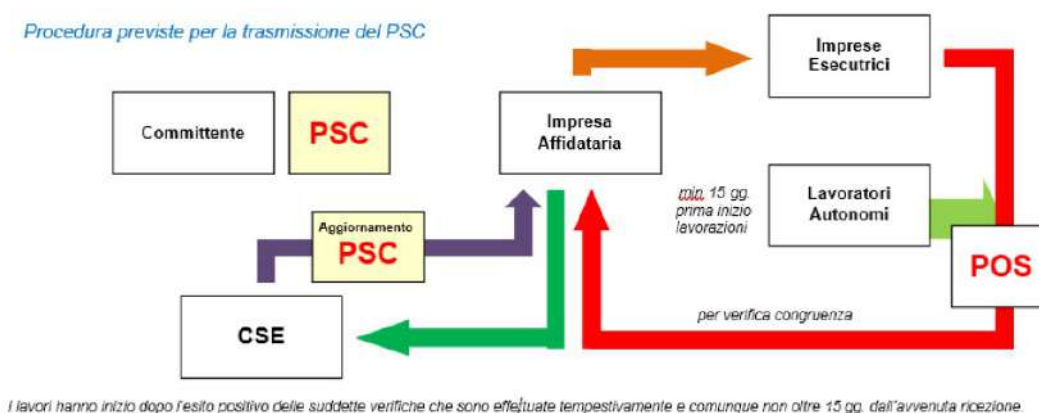 Procedura previste per la trasmissione del PSC
Imprese
Esecutrici
Committente
PSC
Impresa
Affidataria
min. 15 gg.
prima inizio
lavorazioni
Lavoratori
Autonomi
Aggiornamento
PSC
POS
CSE
per verifica congruenza
I lavori hanno inizio dopo l'esito positivo delle suddette verifiche che sono effettuate tempestivamente e comunque non oltre 15 gg. dall'avvenuta ricezione.